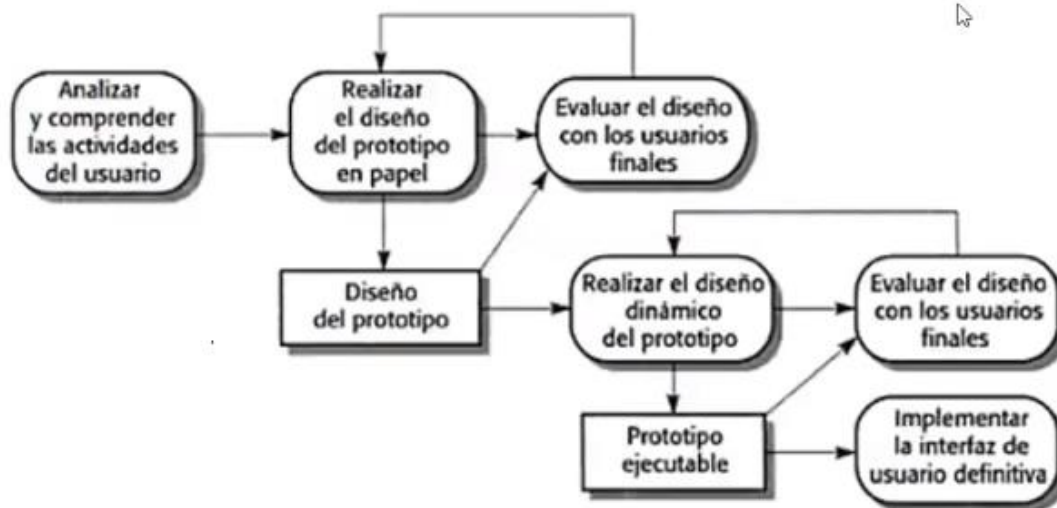 Analizar
y comprender
las actividades
del usuario
Realizar
el diseño
del prototipo
en papel
Evaluar el diseño
con los usuarios
finales
Diseño
del prototipo
Realizar el diseño
dinámico
del prototipo
Evaluar el diseño
con los usuarios
finales
Prototipo
ejecutable
Implementar
la interfaz de
usuario definitiva